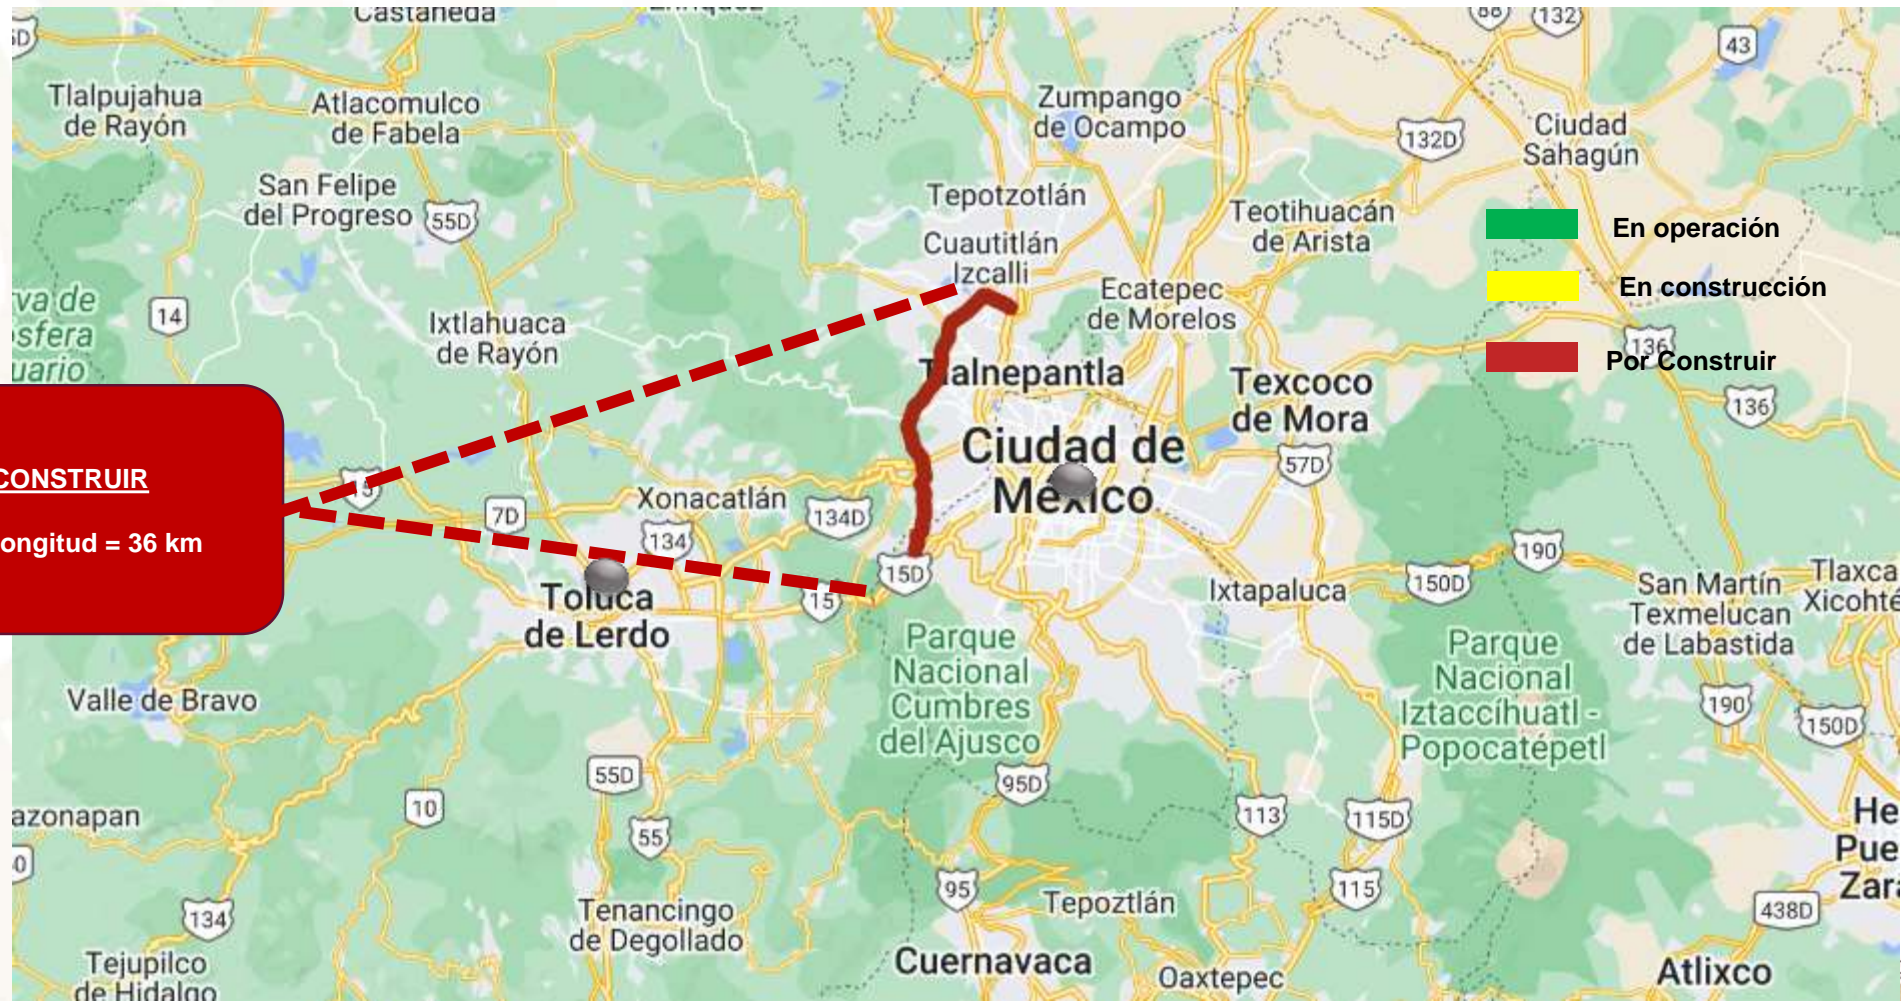 Castañeda
88
132
5D
43
Tlalpujahua
de Rayón
Atlacomulco
de Fabela
Zumpango
de Ocampo
132D
Ciudad
Sahagún
San Felipe
del Progreso
55D
Tepotzotlán
Teotihuacán
de Arista
En operación
Cuautitlán
Izcalli
En construcción
Ecatepec
de Morelos
14
Ixtlahuaca
de Rayón
136
Por Construir
Tlalnepantla
Texcoco
de Mora
136
Ciudad de
México
57D
CONSTRUIR
ongitud = 36 km
15
7D
Xonacatlán
134D
134
190
15D
15
Toluca
de Lerdo
Ixtapaluca
150D
San Martín
Texmelucan
de Labastida
Tlaxca
Xicohté
Parque
Nacional
Cumbres
del Ajusco
Parque
Nacional
Iztaccíhuatl -
Popocatépetl
Valle de Bravo
190
150D
55D
95D
10
azonapan
55
113
115D
He
Pue
Zara
95
115
134
Tenancingo
de Degollado
Tepoztlán
438D
Tejupilco
de Hidalgo
Cuernavaca
Oaxtepec
Atlixco